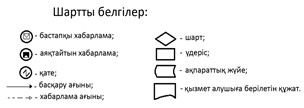 Шартты белгілер:
- бастапқы хабарлама;
- аяқтайтын хабарлама;
- қате;
- басқару ағыны;
- хабарлама ағыны;
- шарт;
- үдеріс;
- ақпараттық жүйе;
- қызмет алушыға берілетін құжат.